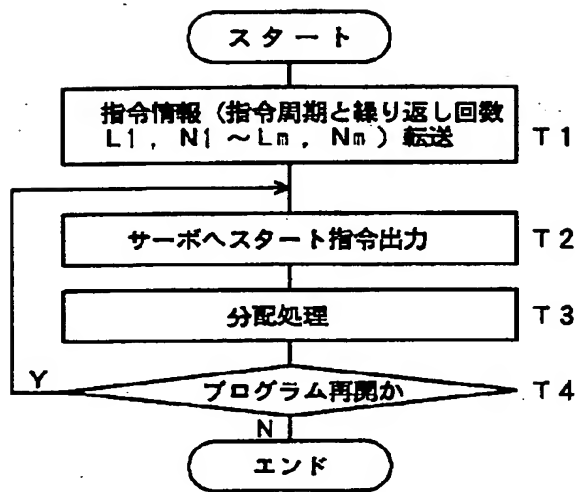 スタート
指令情報（指令周期と繰り返し回数
L1，N1～Lm，Nm）転送
T1
サーボへスタート指令出力
T2
分配処理
T3
Y
プログラム再開か
T4
N
エンド